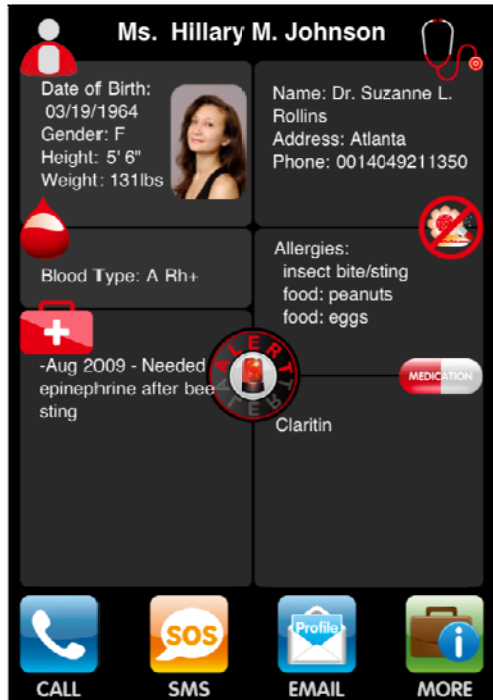 Ms. Hillary M. Johnson
Date of Birth:
03/19/1964
Gender: F
Height: 5' 6"
Weight: 131lbs
Name: Dr. Suzanne L.
Rollins
Address: Atlanta
Phone: 0014049211350
Blood Type: A Rh+
Allergies:
insect bite/sting
food: peanuts
food: eggs
-Aug 2009 - Needed
epinephrine after bee
sting
ALERT
ALERT
MEDICATION
Claritin
SOS
Profile
CALL
SMS
EMAIL
MORE